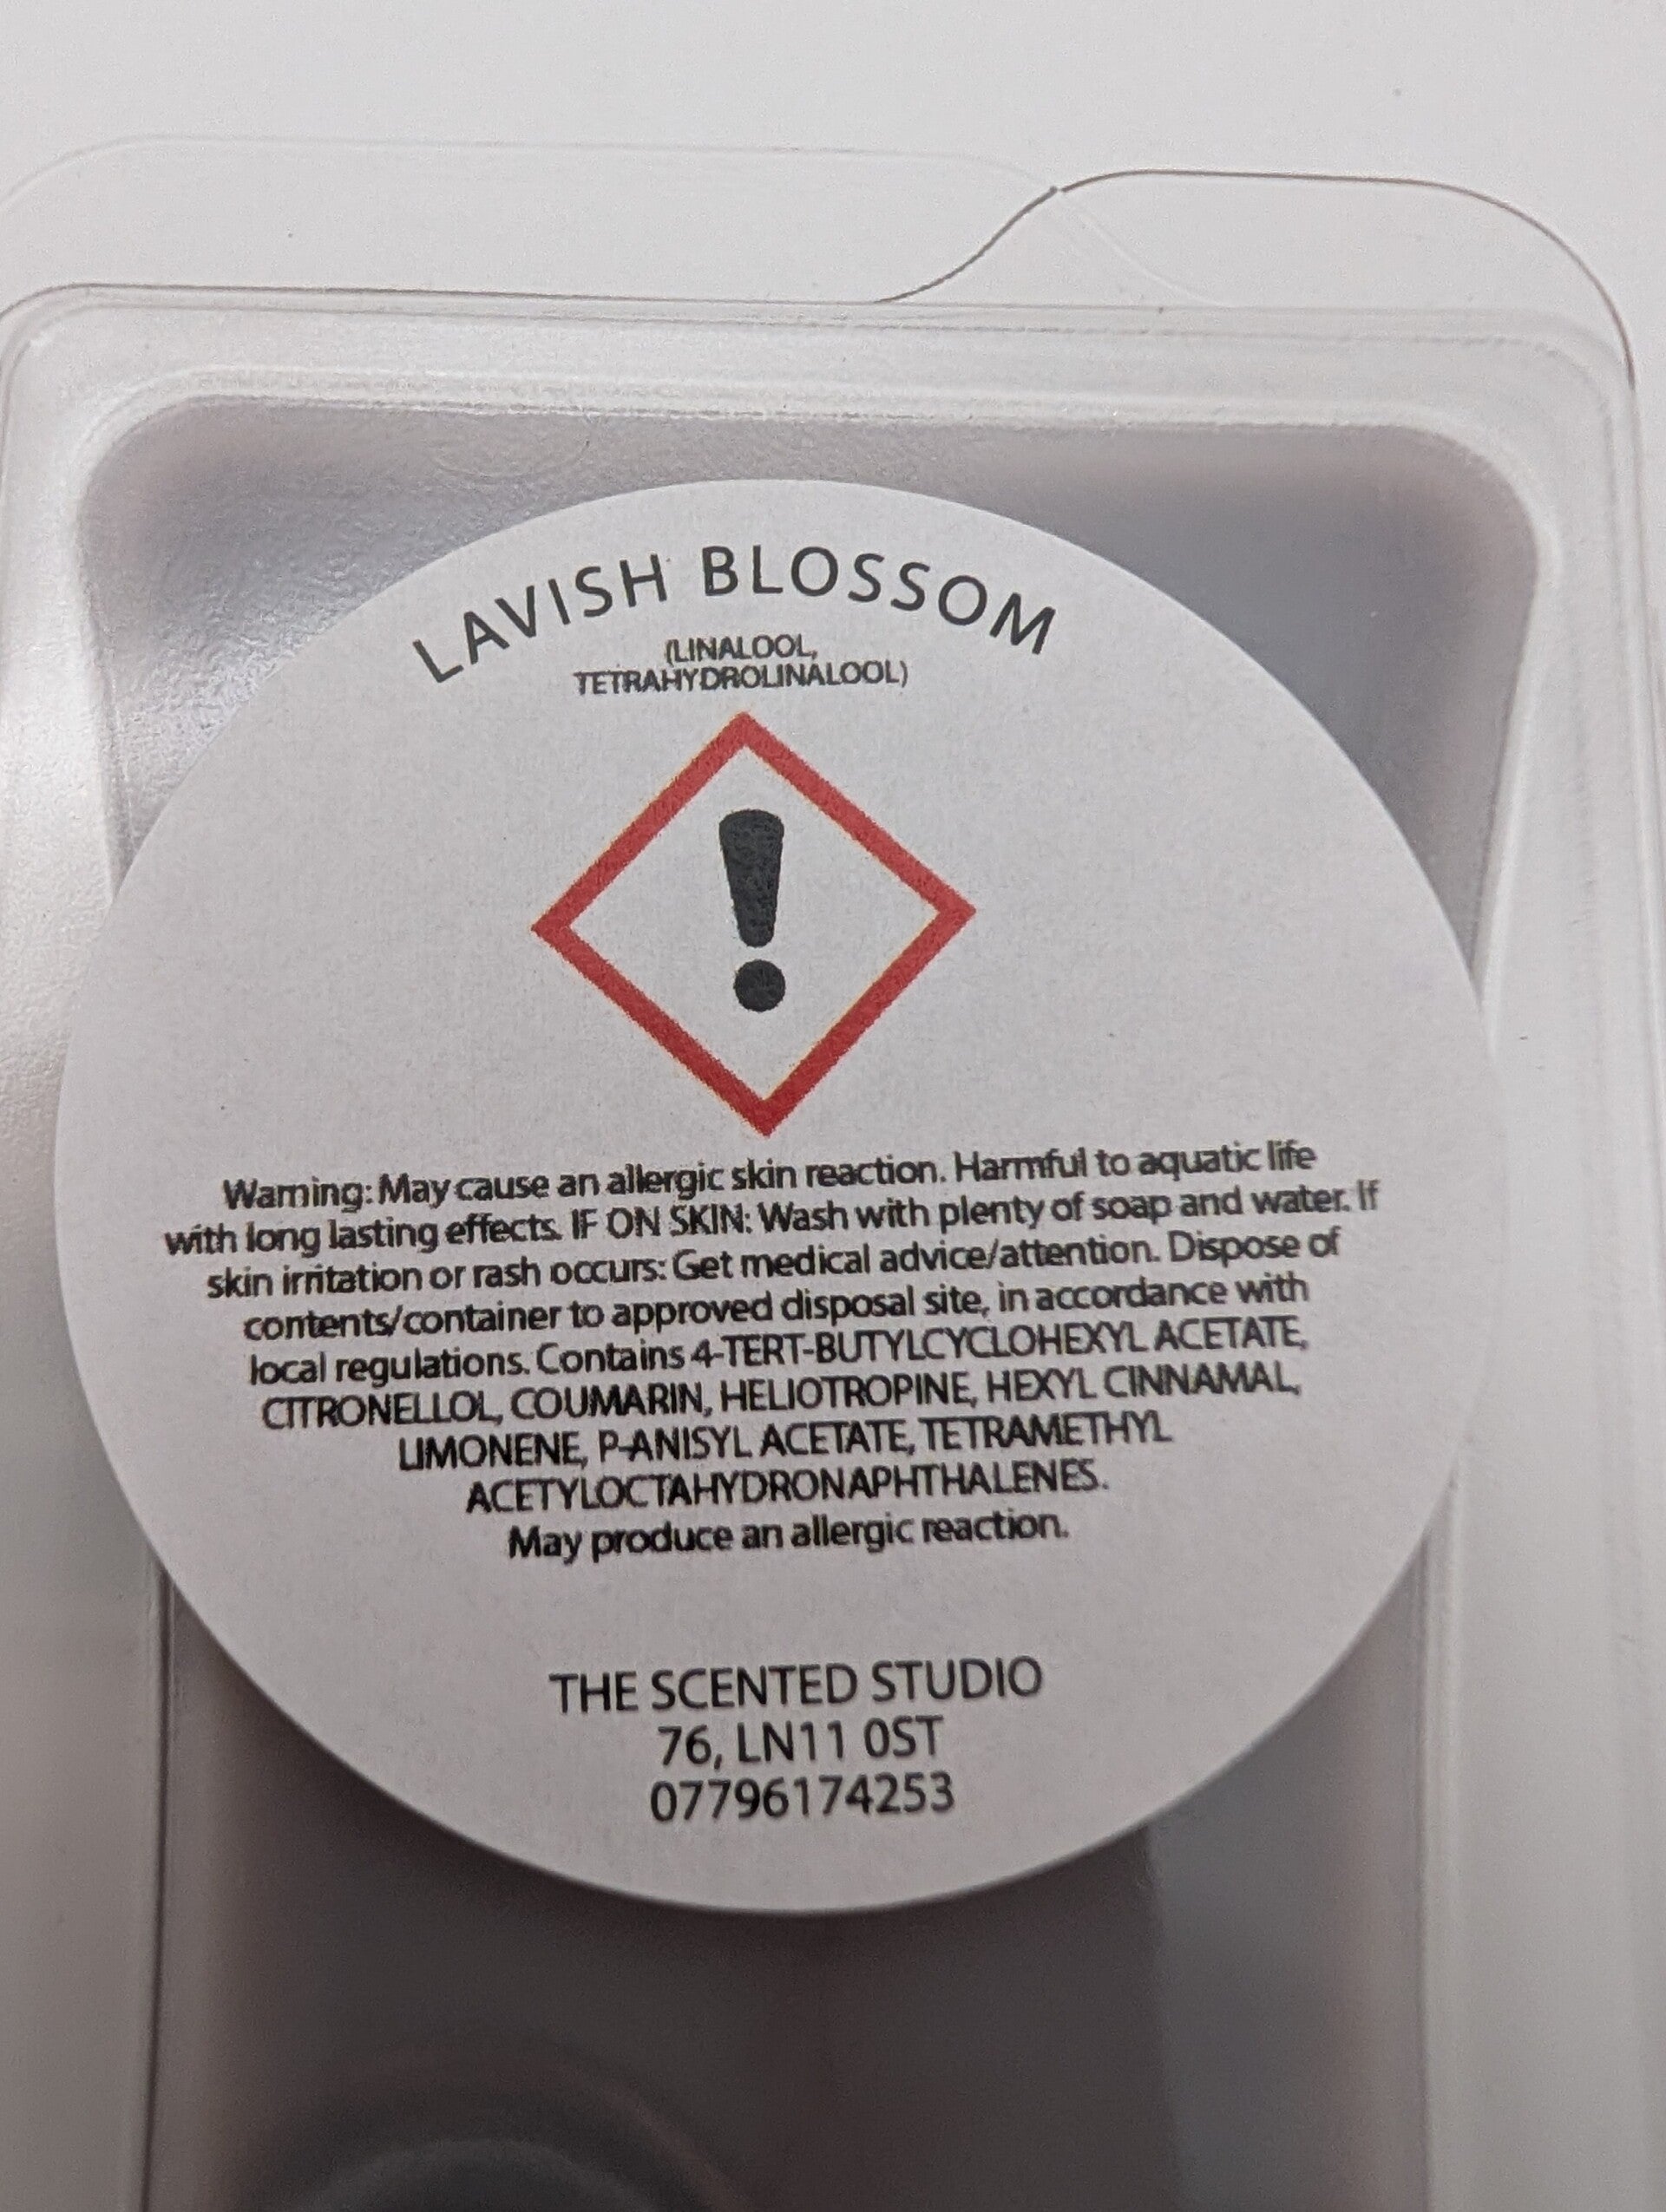 LAVISH BLOSSOM
(LINALOOL,
TETRAHYDROLINALOOL)
!
Warning: May cause an allergic skin reaction. Harmful to aquatic life
with long lasting effects. IF ON SKIN: Wash with plenty of soap and water. If
skin irritation or rash occurs: Get medical advice/attention. Dispose of
contents/container to approved disposal site, in accordance with
local regulations. Contains 4-TERT-BUTYLCYCLOHEXYL ACETATE,
CITRONELLOL, COUMARIN, HELIOTROPINE, HEXYL CINNAMAL,
LIMONENE, P-ANISYL ACETATE, TETRAMETHYL
ACETYLOCTAHYDRONAPHTHALENES.
May produce an allergic reaction.
THE SCENTED STUDIO
76, LN11 0ST
07796174253